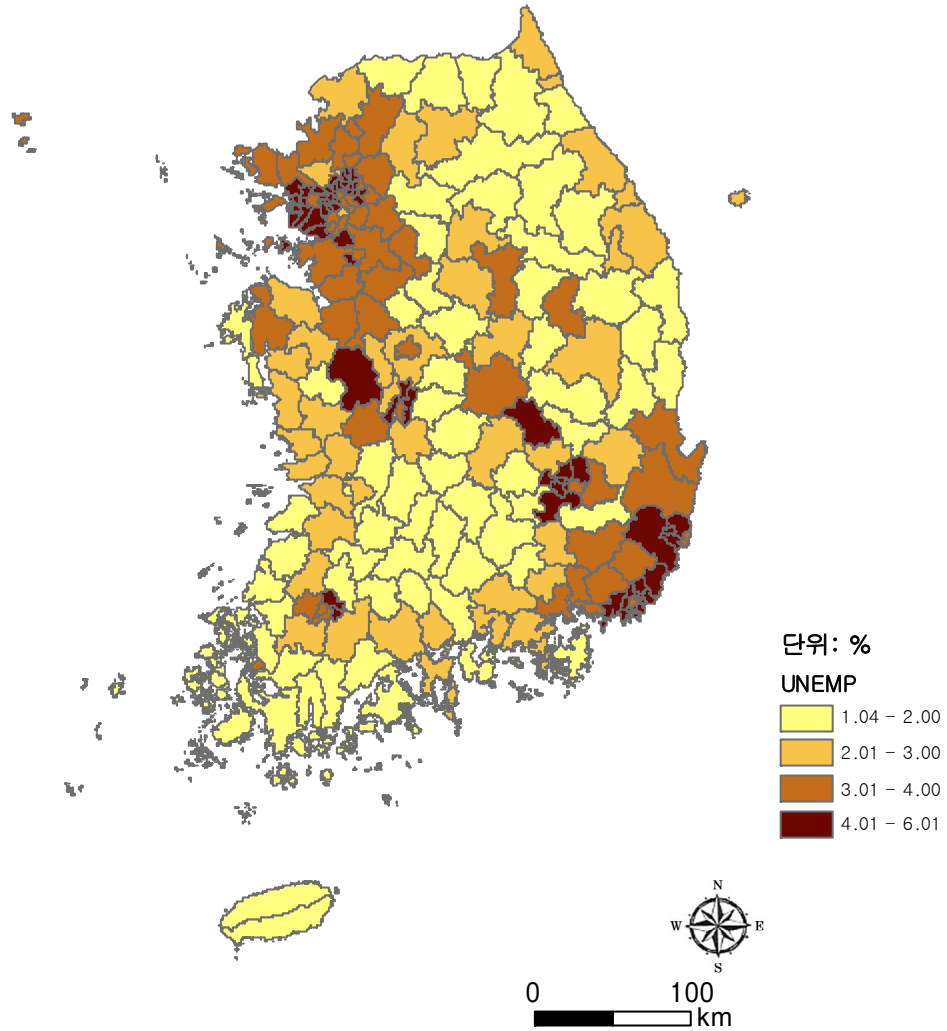 단위: %
UNEMP
1.04 - 2.00
2.01 - 3.00
3.01 - 4.00
4.01 - 6.01
N
W E
S
0 100
km